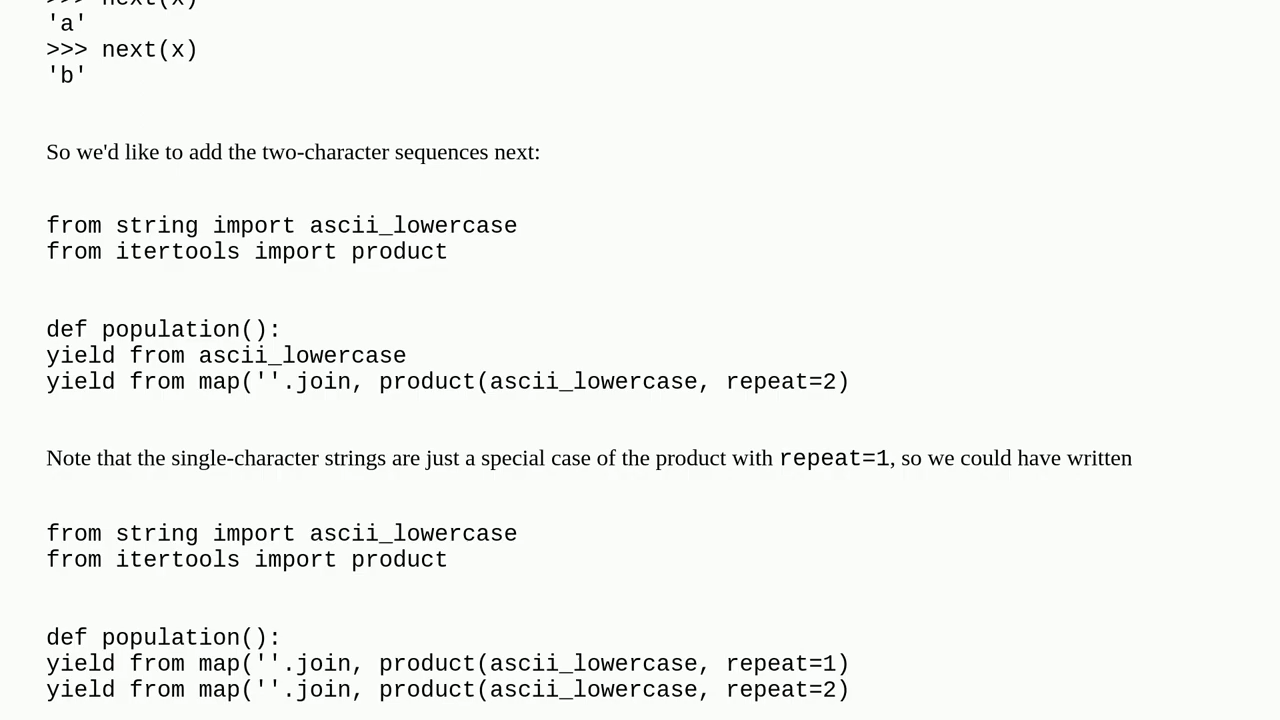 >>> next(x)
'a'
>>> next(x)
'b'
So we'd like to add the two-character sequences next:
from string import ascii_lowercase
from itertools import product
def population():
yield from ascii_lowercase
yield from map(''.join, product(ascii_lowercase, repeat=2)
Note that the single-character strings are just a special case of the product with repeat=1, so we could have written
from string import ascii_lowercase
from itertools import product
def population():
yield from map(''.join, product(ascii_lowercase, repeat=1)
yield from map(''.join, product(ascii_lowercase, repeat=2)